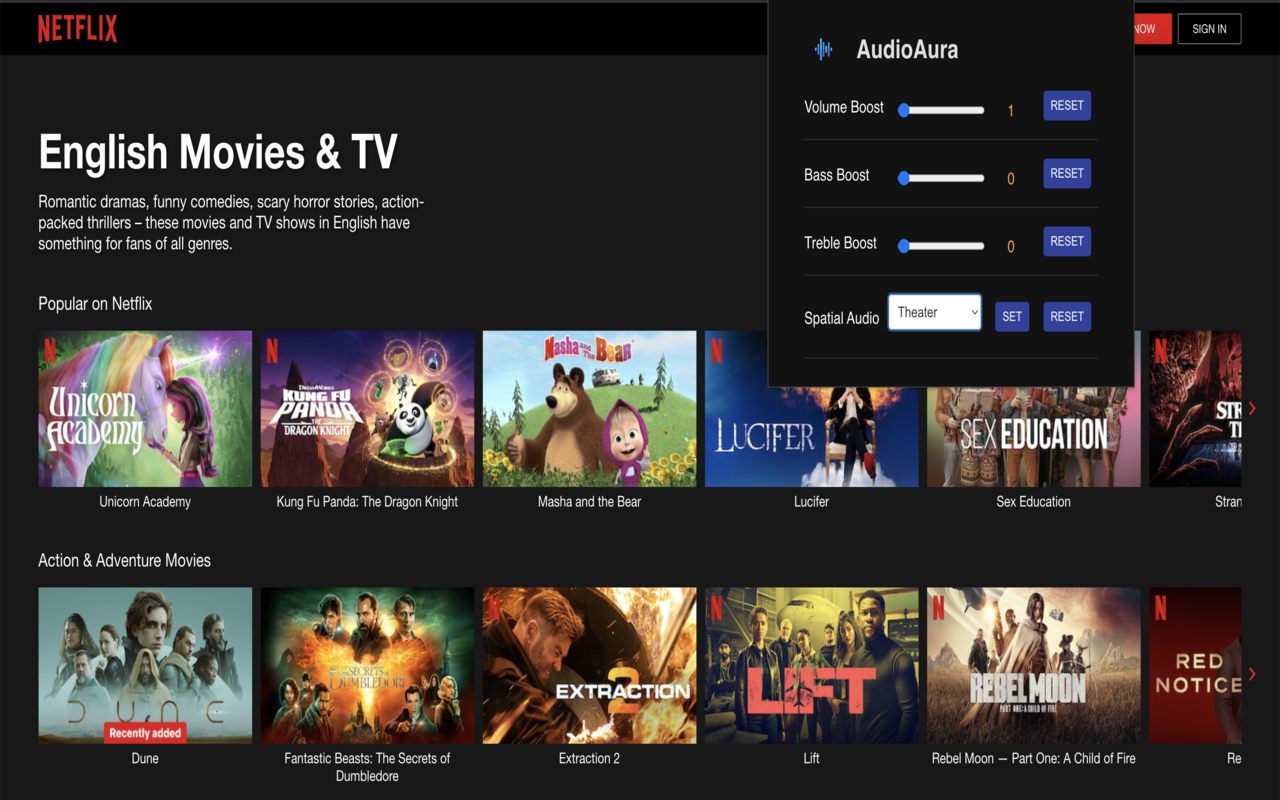 NETFLIX
NOW
SIGN IN
AudioAura
Volume Boost
1
RESET
Bass Boost
0
RESET
Treble Boost
0
RESET
Spatial Audio
Theater
SET
RESET
English Movies & TV
Romantic dramas, funny comedies, scary horror stories, action-
packed thrillers – these movies and TV shows in English have
something for fans of all genres.
Popular on Netflix
N
Unicorn
Academy
N
DREAMWORKS
KUNG FU
PANDA
THE
DRAGON KNIGHT
Masha and The Bear
N
LUCIFER
SEX EDUCATION
N
STR
T
Unicorn Academy
Kung Fu Panda: The Dragon Knight
Masha and the Bear
Lucifer
Sex Education
Stran
Action & Adventure Movies
DUNE
Recently added
SECRETS OF
DUMBLEDORE
N
EXTRACTION
2
N
LIFT
N
REBEL MOON
PART ONE: A CHILD OF FIRE
N
RED
NOTICE
Dune
Fantastic Beasts: The Secrets of
Dumbledore
Extraction 2
Lift
Rebel Moon — Part One: A Child of Fire
Re